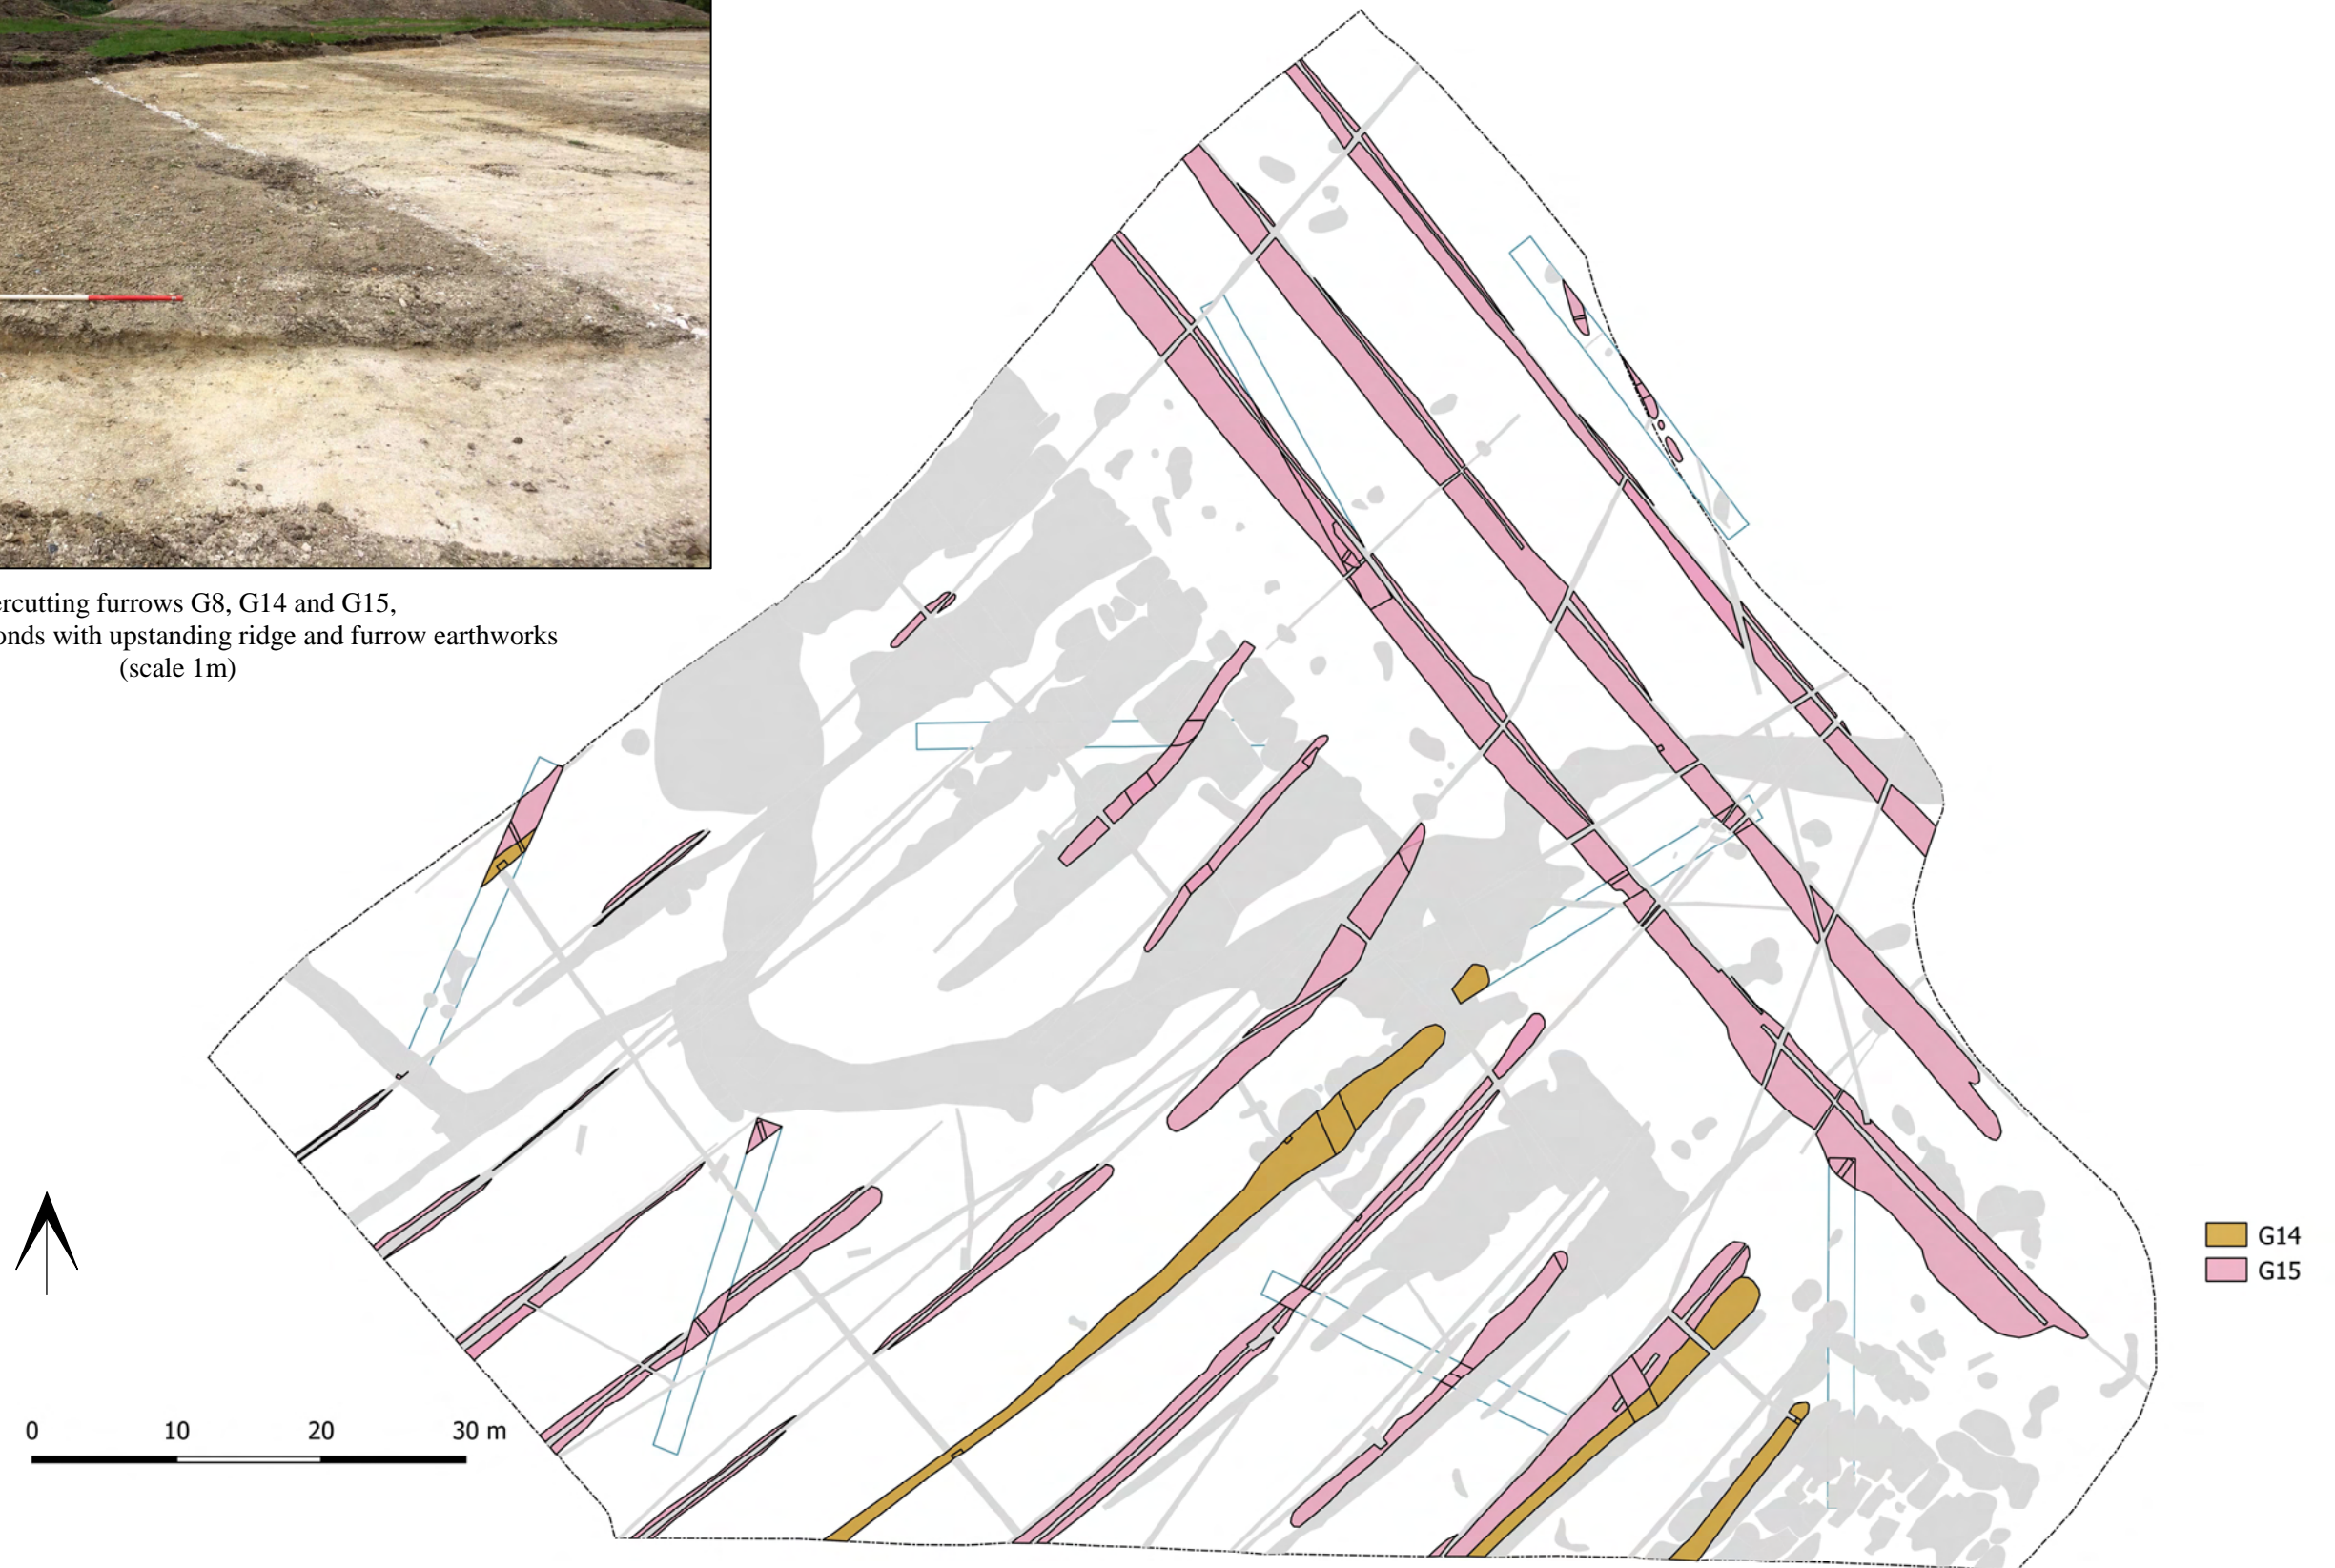 ercutting furrows G8, G14 and G15,
onds with upstanding ridge and furrow earthworks
(scale 1m)
G14
G15
0 10 20 30 m